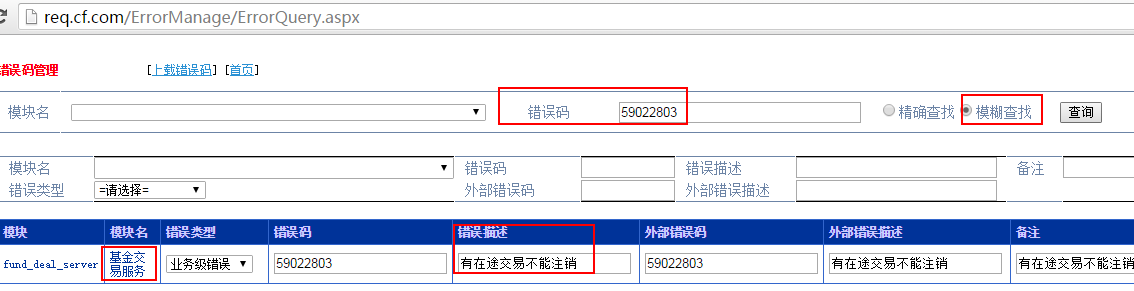 req.cf.com/ErrorManage/ErrorQuery.aspx
错误码管理 [上载错误码] [首页]
模块名 错误码 59022803 精确查找 模糊查找 查询
模块名 错误码 错误描述 备注
错误类型 =请选择= 外部错误码 外部错误描述
模块 模块名 错误类型 错误码 错误描述 外部错误码 外部错误描述 备注
fund_deal_server 基金交易服务 业务级错误 59022803 有在途交易不能注销 59022803 有在途交易不能注销 有在途交易不能注销